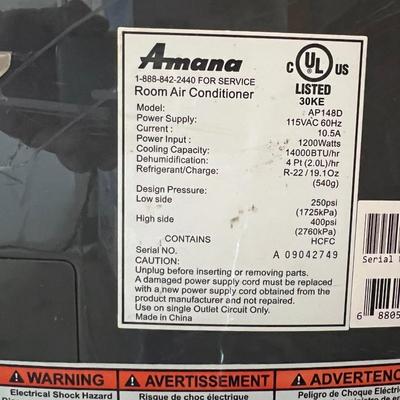 Amana
C UL US
1-888-842-2440 FOR SERVICE
LISTED
Room Air Conditioner
30KE
Model: AP148D
Power Supply: 115VAC 60Hz
Current : 10.5A
Power Input : 1200Watts
Cooling Capacity: 14000BTU/hr
Dehumidification: 4 Pt (2.0L)/hr
Refrigerant/Charge: R-22 /19.1Oz
(540g)
Design Pressure:
Low side 250psi
(1725kPa)
High side 400psi
(2760kPa)
CONTAINS HCFC
Serial NO. A 09042749
CAUTION:
Unplug before inserting or removing parts.
A damaged power supply cord must be replaced
with a new power supply cord obtained from the
product manufacturer and not repaired.
Use on single Outlet Circuit Only.
Made in China
Serial
6 8805
WARNING
Electrical Shock Hazard
AVERTISSEMENT
Risque de choc électrique
ADVERTENC
Peligro de Choque Eléctric